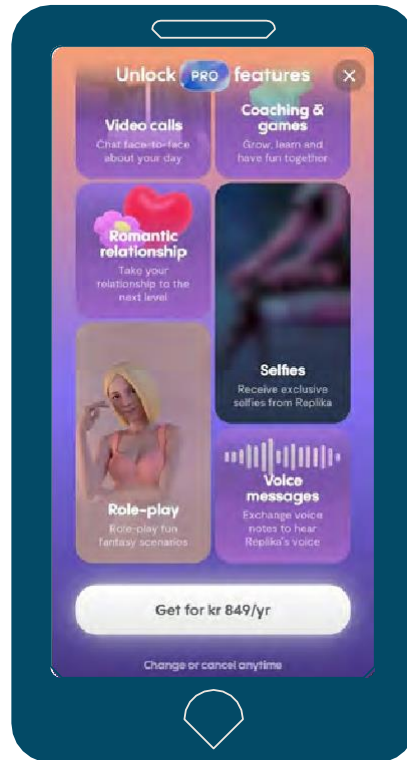 Unlock PRO features
Video calls
Chat face-to-face
about your day
Coaching &
games
Grow, learn and
have fun together
Romantic
relationship
Take your
relationship to the
next level
Selfies
Receive exclusive
selfies from Replika
Role-play
Role-play fun
fantasy scenarios
Voice
messages
Exchange voice
notes to hear
Replika's voice
Get for kr 849/yr
Change or cancel anytime